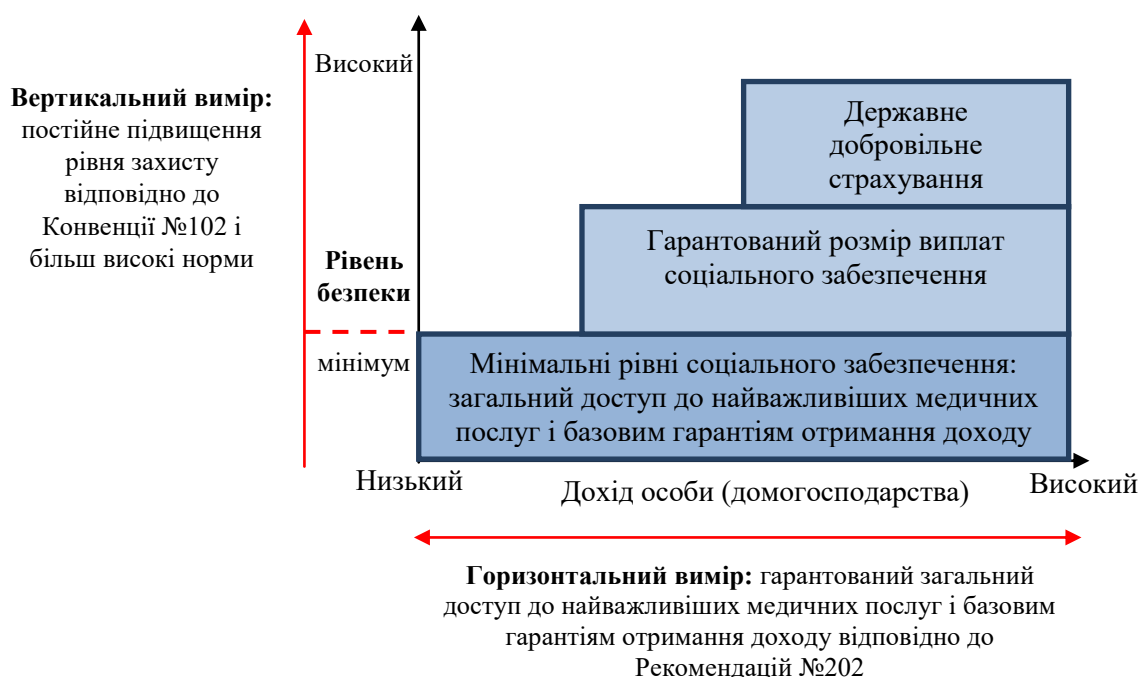 Високий
Вертикальний вимір:
постійне підвищення
рівня захисту
відповідно до
Конвенції №102 і
більш високі норми
Рівень
безпеки
мінімум
Державне
добровільне
страхування
Гарантований розмір виплат
соціального забезпечення
Мінімальні рівні соціального забезпечення:
загальний доступ до найважливіших медичних
послуг і базовим гарантіям отримання доходу
Низький
Дохід особи (домогосподарства)
Високий
Горизонтальний вимір: гарантований загальний
доступ до найважливіших медичних послуг і базовим
гарантіям отримання доходу відповідно до
Рекомендацій №202